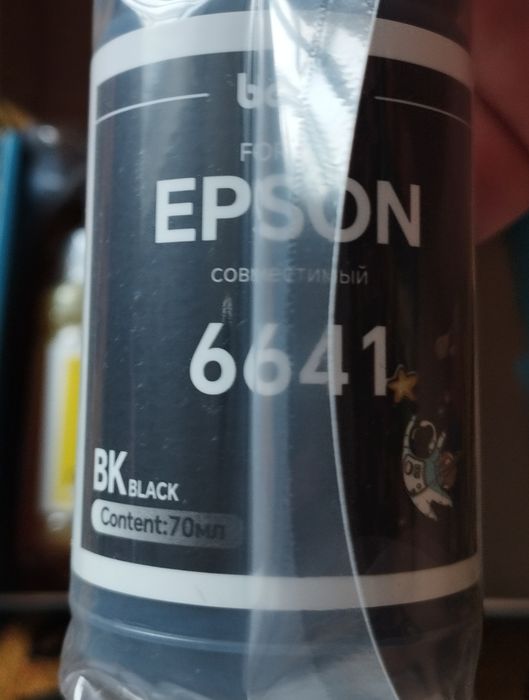 FOR
EPSON
совместимый
6641
BK BLACK
Content:70мл